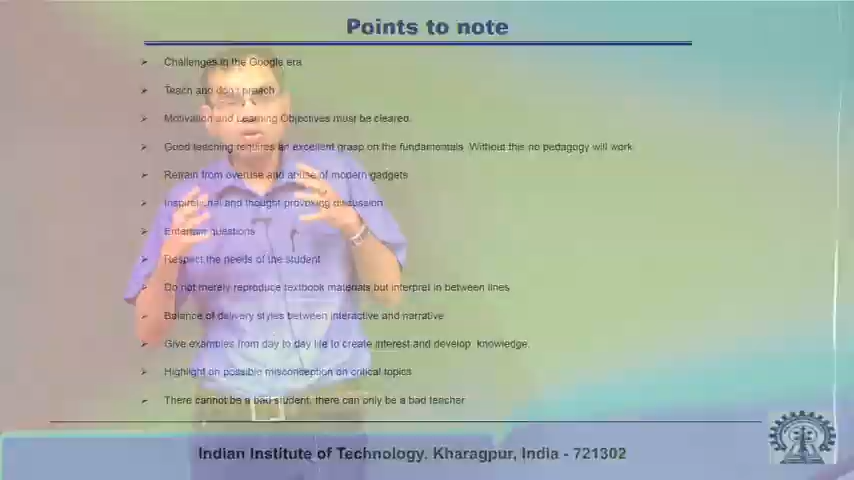 Points to note
Challenges in the Google era
Teach and don't preach
Motivation and Learning Objectives must be cleared.
Good teaching requires an excellent grasp on the fundamentals. Without this no pedagogy will work
Refrain from overuse and abuse of modern gadgets
Inspirational and thought provoking discussion
Entertain questions
Respect the needs of the student
Do not merely reproduce textbook materials but interpret in between lines
Balance of delivery styles between interactive and narrative
Give examples from day to day life to create interest and develop knowledge.
Highlight on possible misconception on critical topics
There cannot be a bad student, there can only be a bad teacher
Indian Institute of Technology, Kharagpur, India - 721302